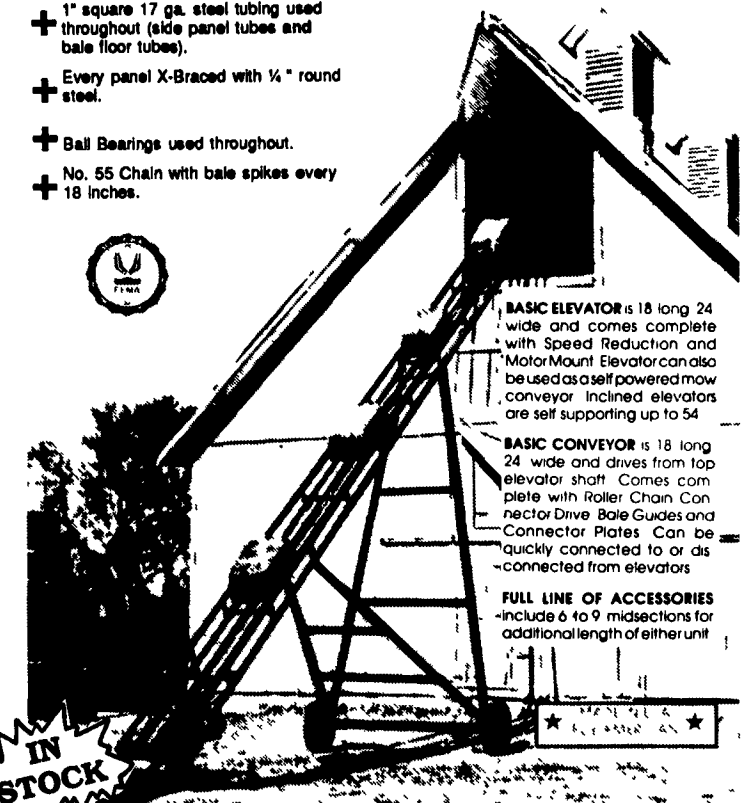 1" square 17 ga. steel tubing used
throughout (side panel tubes and
bale floor tubes).
Every panel X-Braced with ¼ " round
steel.
Ball Bearings used throughout.
No. 55 Chain with bale spikes every
18 inches.
FEMA
BASIC ELEVATOR is 18 long 24
wide and comes complete
with Speed Reduction and
Motor Mount Elevator can also
be used as a self powered mow
conveyor Inclined elevators
are self supporting up to 54
BASIC CONVEYOR is 18 long
24 wide and drives from top
elevator shaft Comes com
plete with Roller Chain Con
nector Drive Bale Guides and
Connector Plates Can be
quickly connected to or dis
connected from elevators
FULL LINE OF ACCESSORIES
include 6 to 9 midsections for
additional length of either unit
IN
STOCK